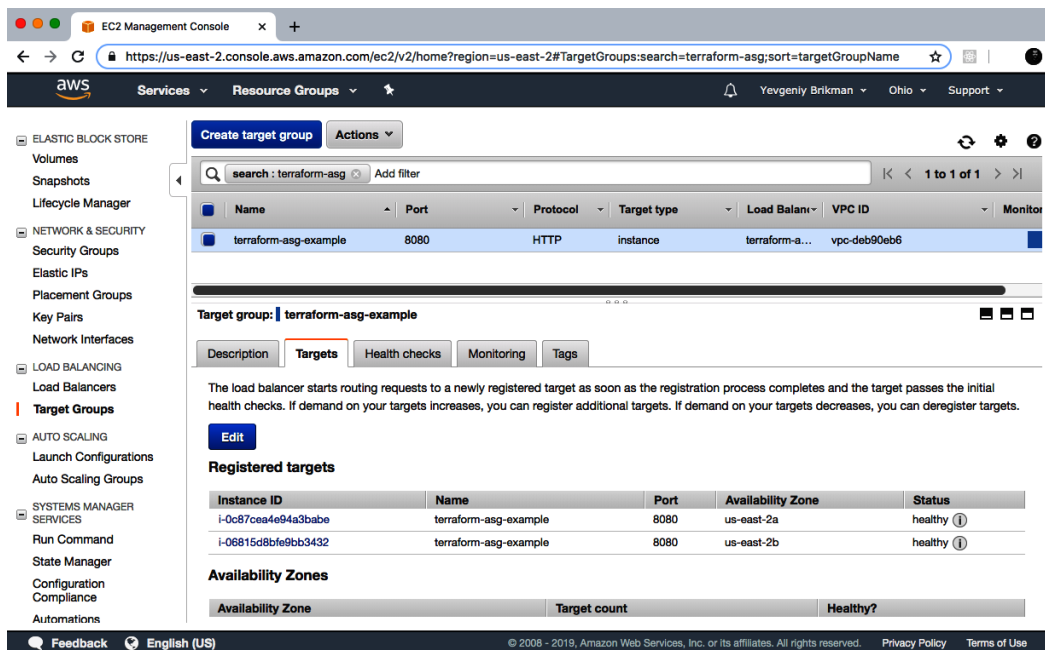 EC2 Management Console
https://us-east-2.console.aws.amazon.com/ec2/v2/home?region=us-east-2#TargetGroups:search=terraform-asg;sort=targetGroupName
aws
Services
Resource Groups
Yevgeniy Brikman
Ohio
Support
ELASTIC BLOCK STORE
Volumes
Snapshots
Lifecycle Manager
NETWORK & SECURITY
Security Groups
Elastic IPs
Placement Groups
Key Pairs
Network Interfaces
LOAD BALANCING
Load Balancers
Target Groups
AUTO SCALING
Launch Configurations
Auto Scaling Groups
SYSTEMS MANAGER
SERVICES
Run Command
State Manager
Configuration
Compliance
Automations
Create target group
Actions
search : terraform-asg
Add filter
1 to 1 of 1
Name Port Protocol Target type Load Balan VPC ID Monitor
terraform-asg-example 8080 HTTP instance terraform-a... vpc-deb90eb6
Target group: terraform-asg-example
Description Targets Health checks Monitoring Tags
The load balancer starts routing requests to a newly registered target as soon as the registration process completes and the target passes the initial
health checks. If demand on your targets increases, you can register additional targets. If demand on your targets decreases, you can deregister targets.
Edit
Registered targets
Instance ID Name Port Availability Zone Status
i-0c87cea4e94a3babe terraform-asg-example 8080 us-east-2a healthy
i-06815d8bfe9bb3432 terraform-asg-example 8080 us-east-2b healthy
Availability Zones
Availability Zone Target count Healthy?
Feedback English (US) © 2008 - 2019, Amazon Web Services, Inc. or its affiliates. All rights reserved. Privacy Policy Terms of Use